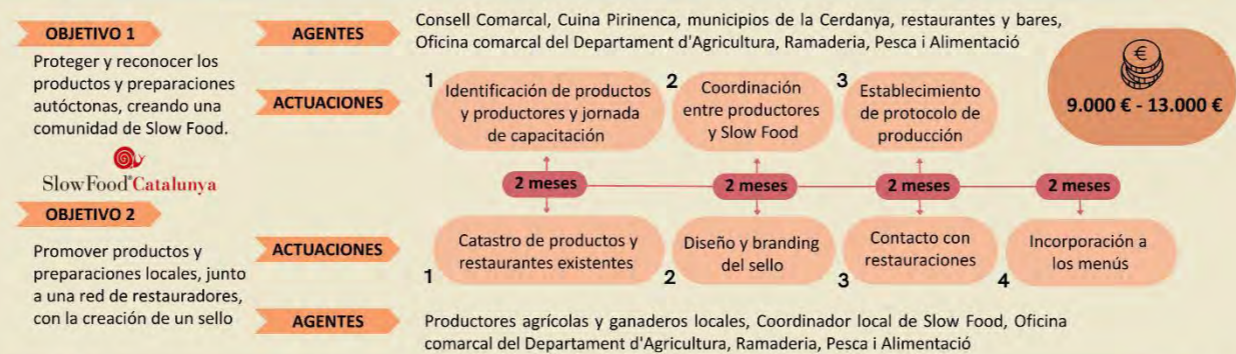 OBJETIVO 1
Proteger y reconocer los
productos y preparaciones
autóctonas, creando una
comunidad de Slow Food.
AGENTES
Consell Comarcal, Cuina Pirinenca, municipios de la Cerdanya, restaurantes y bares,
Oficina comarcal del Departament d'Agricultura, Ramaderia, Pesca i Alimentació
ACTUACIONES
1
Identificación de productos
y productores y jornada
de capacitación
2
Coordinación
entre productores
y Slow Food
3
Establecimiento
de protocolo de
producción
€
9.000 € - 13.000 €
Slow Food® Catalunya
2 meses
2 meses
2 meses
2 meses
OBJETIVO 2
Promover productos y
preparaciones locales, junto
a una red de restauradores,
con la creación de un sello
ACTUACIONES
1
Catastro de productos y
restaurantes existentes
2
Diseño y branding
del sello
3
Contacto con
restauraciones
4
Incorporación a
los menús
AGENTES
Productores agrícolas y ganaderos locales, Coordinador local de Slow Food, Oficina
comarcal del Departament d'Agricultura, Ramaderia, Pesca i Alimentació